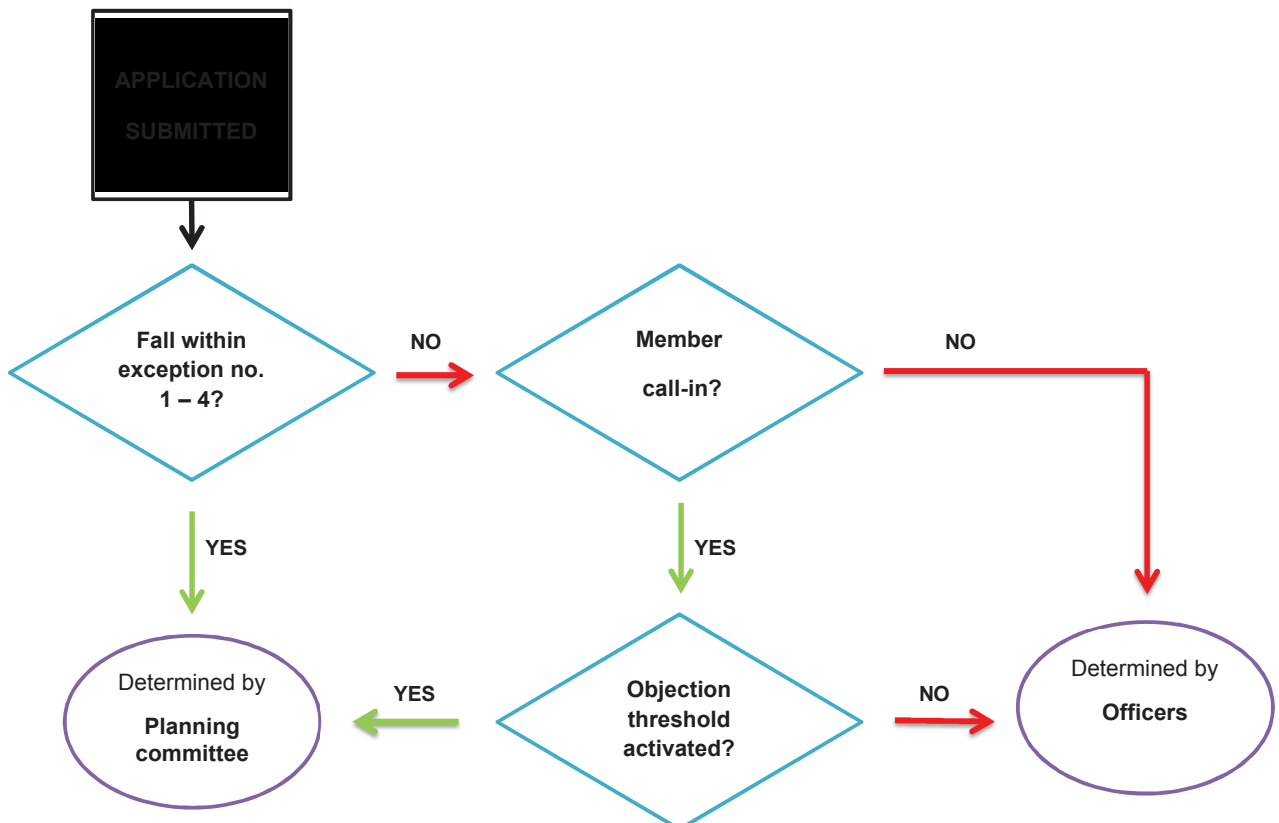 APPLICATION
SUBMITTED
Fall within
exception no.
1 – 4?
NO
Member
call-in?
NO
YES
YES
Determined by
Planning
committee
YES
Objection
threshold
activated?
NO
Determined by
Officers